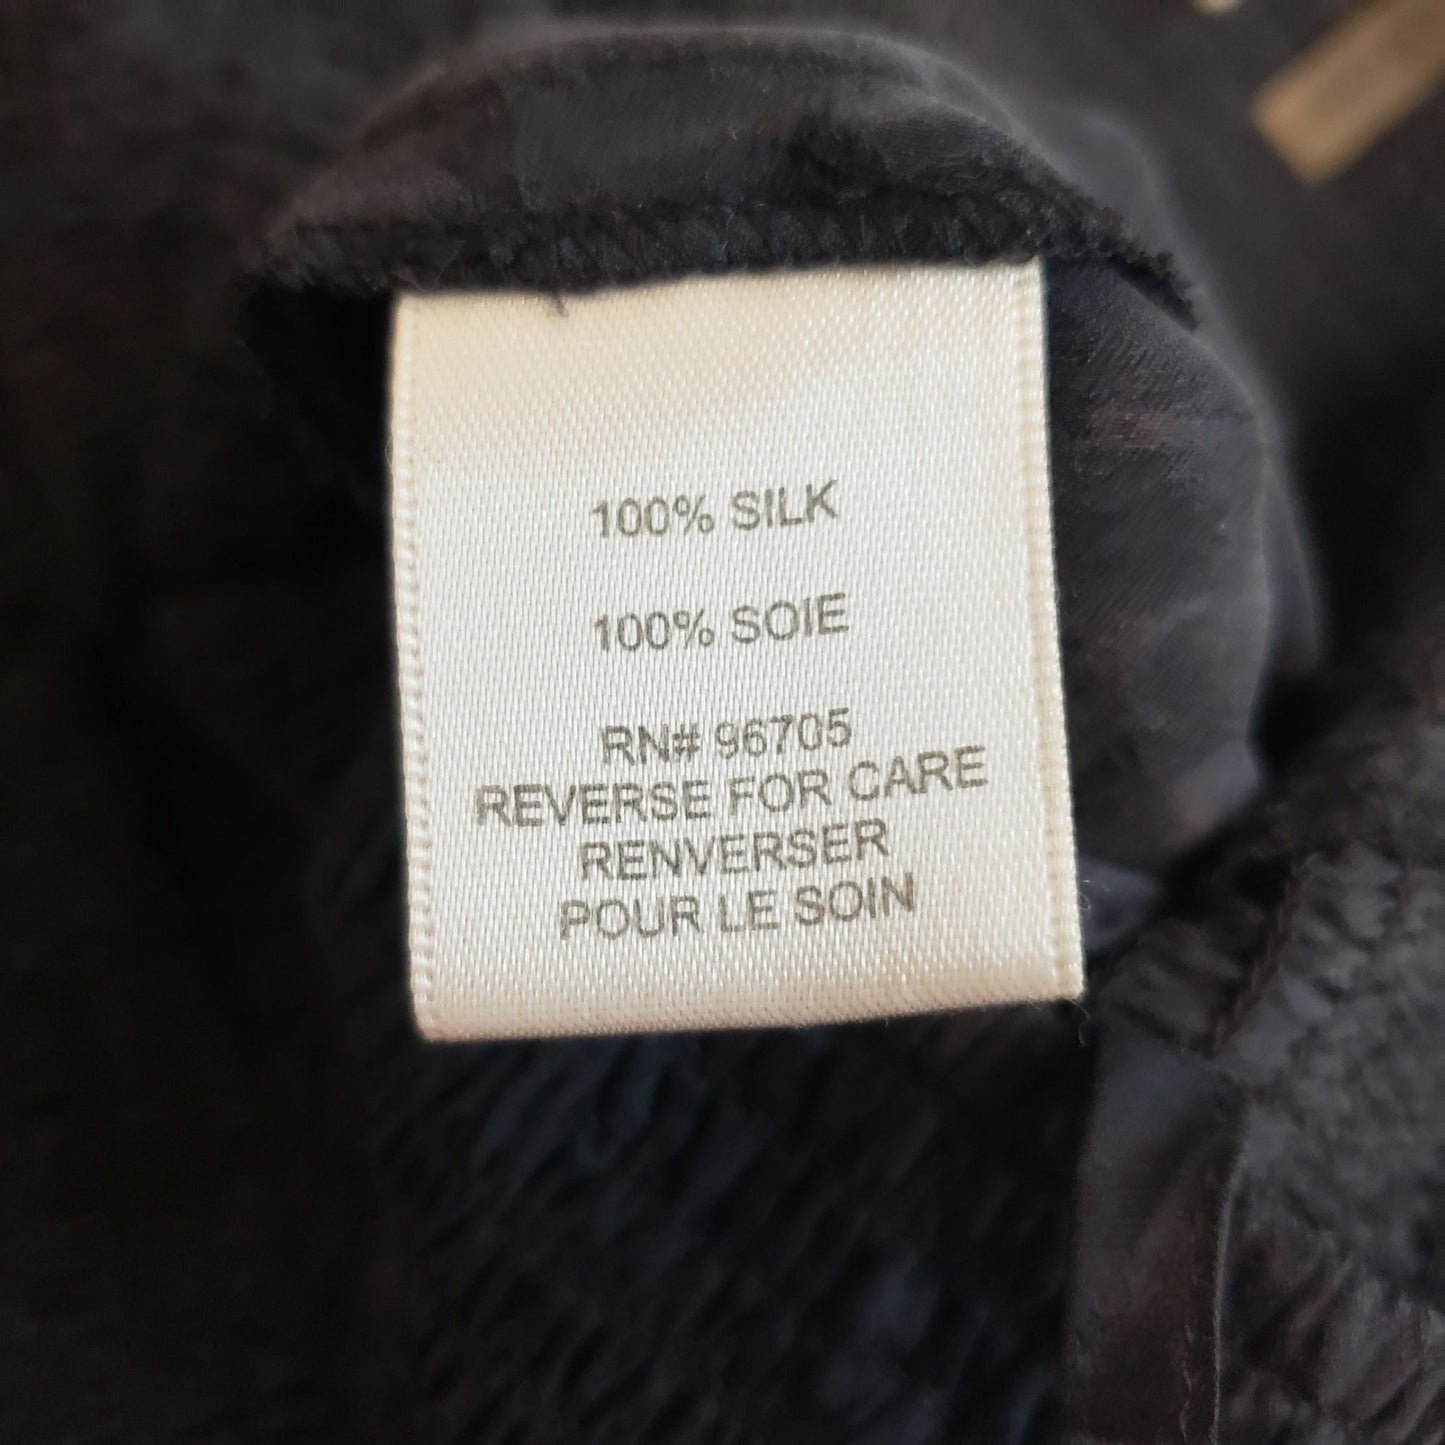 100% SILK
100% SOIE
RN# 96705
REVERSE FOR CARE
RENVERSER
POUR LE SOIN